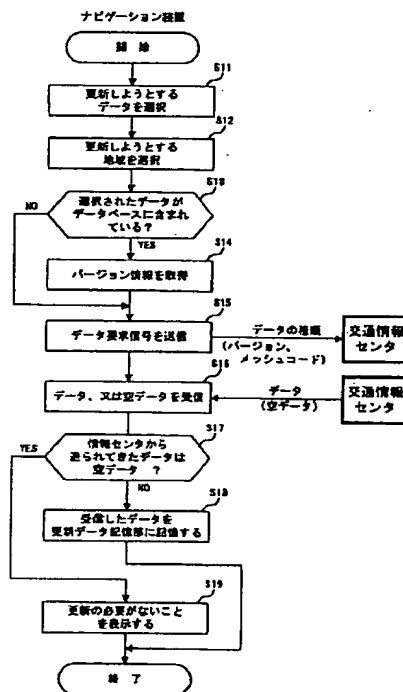 ナビゲーション装置
開始
S11
更新しようとする
データを選択
S12
更新しようとする
地域を選択
S13
選択されたデータが
データベースに含まれ
ている?
NO
YES
S14
バージョン情報を取得
S15
データ要求信号を送信
データの種類
(バージョン、
メッシュコード)
交通情報
センタ
S16
データ、又は空データを受信
データ
(空データ)
交通情報
センタ
S17
情報センタから
送られてきたデータは
空データ ?
YES
NO
S18
受信したデータを
更新データ記憶部に記憶する
S19
更新の必要がないこと
を表示する
終了